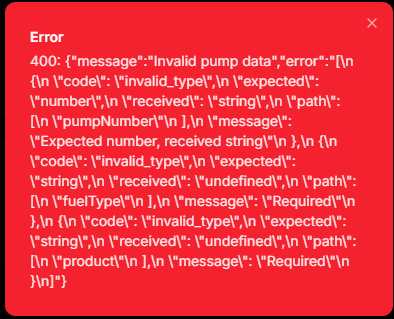 Error
400: {"message":"Invalid pump data","error":"[\n
{\n \"code\": \"invalid_type\",\n \"expected\":
\"number\",\n \"received\": \"string\",\n \"path\":
[\n \"pumpNumber\"\n ],\n \"message\":
\"Expected number, received string\"\n },\n {\n
\"code\": \"invalid_type\",\n \"expected\":
\"string\",\n \"received\": \"undefined\",\n \"path\":
[\n \"fuelType\"\n ],\n \"message\": \"Required\"\n
},\n {\n \"code\": \"invalid_type\",\n \"expected\":
\"string\",\n \"received\": \"undefined\",\n \"path\":
[\n \"product\"\n ],\n \"message\": \"Required\"\n
}\n]"}